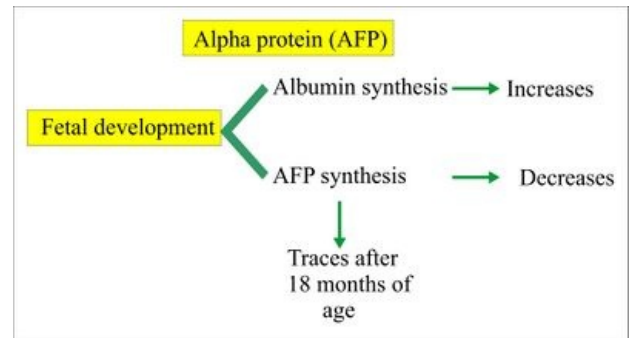 Alpha protein (AFP)
Albumin synthesis
Increases
Fetal development
AFP synthesis
Decreases
Traces after
18 months of
age